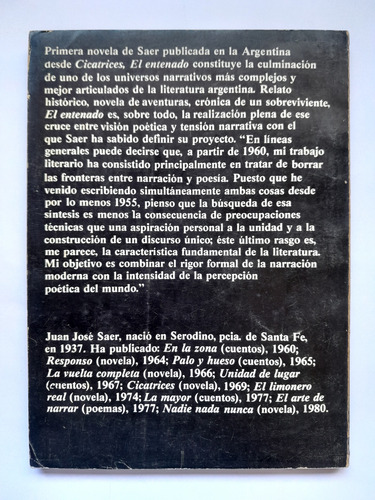 Primera novela de Saer publicada en la Argentina
desde Cicatrices, El entenado constituye la culminación
de uno de los universos narrativos más complejos y
mejor articulados de la literatura argentina. Relato
histórico, novela de aventuras, crónica de un sobreviviente,
El entenado es, sobre todo, la realización plena de ese
cruce entre visión poética y tensión narrativa con el
que Saer ha sabido definir su proyecto. "En líneas
generales puede decirse que, a partir de 1960, mi trabajo
literario ha consistido principalmente en tratar de borrar
las fronteras entre narración y poesía. Puesto que he
venido escribiendo simultáneamente ambas cosas desde
por lo menos 1955, pienso que la búsqueda de esa
síntesis es menos la consecuencia de preocupaciones
técnicas que una aspiración personal a la unidad y a la
construcción de un discurso único; éste último rasgo es,
me parece, la característica fundamental de la literatura.
Mi objetivo es combinar el rigor formal de la narración
moderna con la intensidad de la percepción
poética del mundo."
Juan José Saer, nació en Serodino, pcia. de Santa Fe,
en 1937. Ha publicado: En la zona (cuentos), 1960;
Responso (novela), 1964; Palo y hueso (cuentos), 1965;
La vuelta completa (novela), 1966; Unidad de lugar
(cuentos), 1967; Cicatrices (novela), 1969; El limonero
real (novela), 1974; La mayor (cuentos), 1977; El arte de
narrar (poemas), 1977; Nadie nada nunca (novela), 1980.